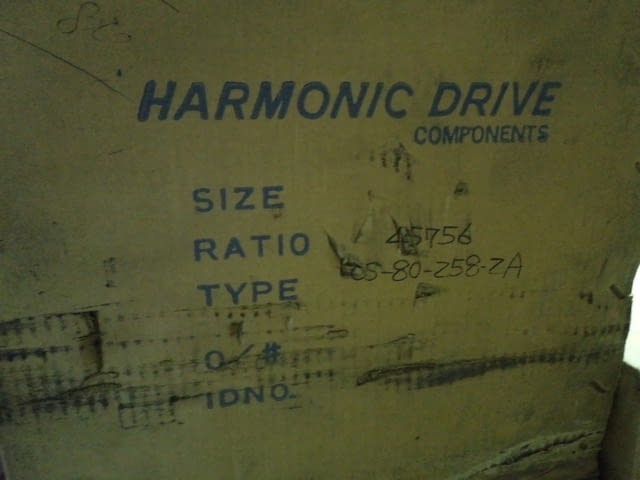 HARMONIC DRIVE
COMPONENTS
SIZE
RATIO 45756
CS-80-258-2A
TYPE
O/#
IDNO.